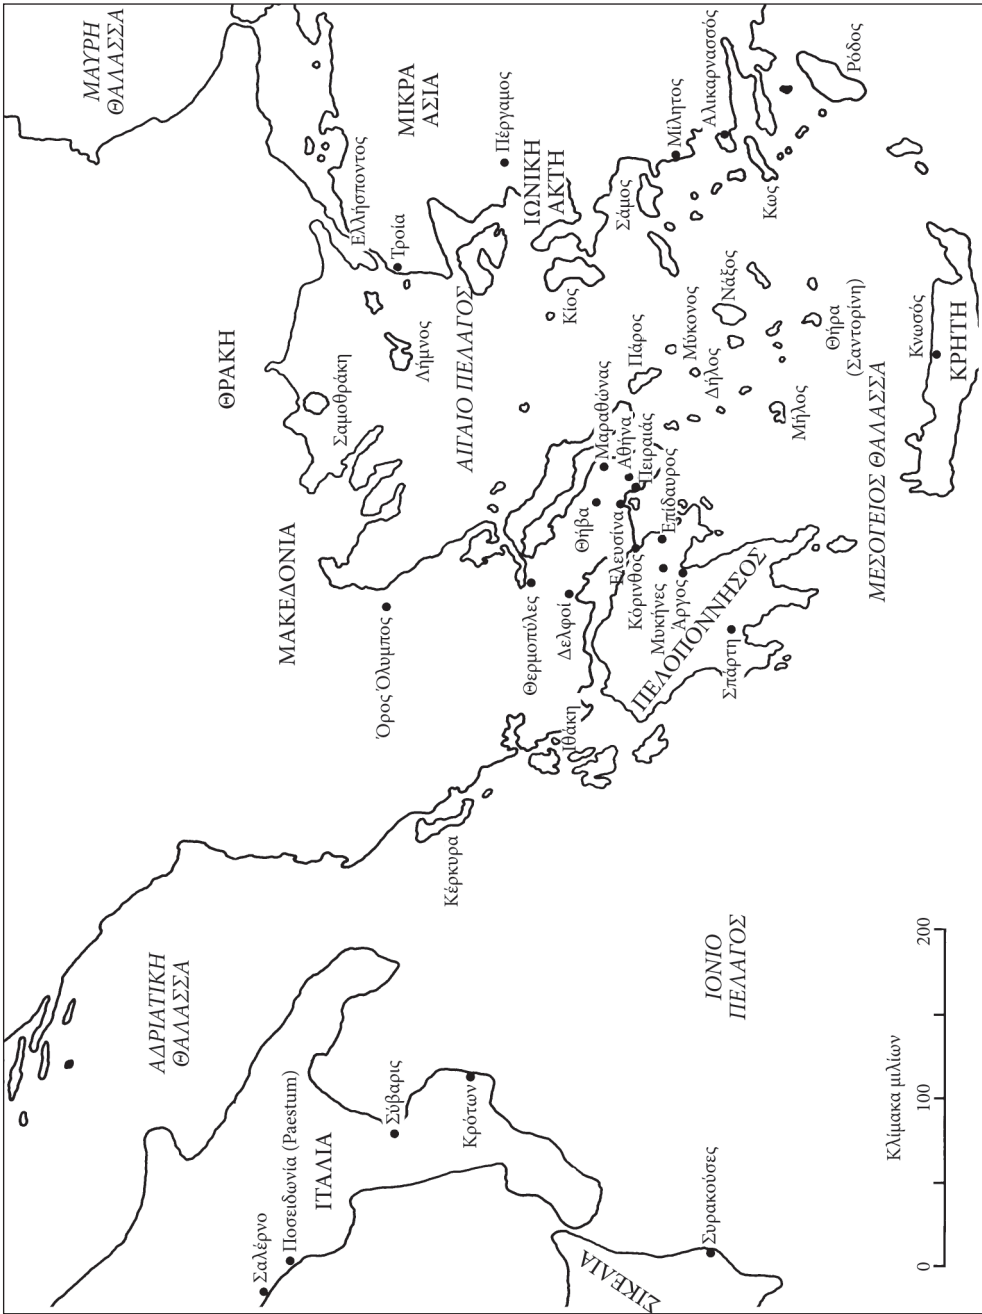 ΜΑΥΡΗ
ΘΑΛΑΣΣΑ
ΑΔΡΙΑΤΙΚΗ
ΘΑΛΑΣΣΑ
ΘΡΑΚΗ
ΜΑΚΕΔΟΝΙΑ
Σαλέρνο
Ποσειδωνία (Paestum)
ΙΤΑΛΙΑ
Σαμοθράκη
Ελλήσποντος
Τροία
ΜΙΚΡΑ
ΑΣΙΑ
Όρος Όλυμπος
Λήμνος
Σύβαρις
Κρότων
Κέρκυρα
ΑΙΓΑΙΟ ΠΕΛΑΓΟΣ
Πέργαμος
ΙΩΝΙΚΗ
ΑΚΤΗ
Θερμοπύλες
Δελφοί
Ιθάκη
Θήβα
Μαραθώνας
Αθήνα
Πειραιάς
Ελευσίνα
Κίος
Σάμος
Κόρινθος
Επίδαυρος
Μυκήνες
Άργος
ΠΕΛΟΠΟΝΝΗΣΟΣ
Σπάρτη
Πάρος
Μύκονος
Δήλος
Νάξος
Μίλητος
Αλικαρνασσός
Κως
Ρόδος
Μήλος
Θήρα
(Σαντορίνη)
ΣΙΚΕΛΙΑ
Συρακούσες
ΙΟΝΙΟ
ΠΕΛΑΓΟΣ
ΜΕΣΟΓΕΙΟΣ ΘΑΛΑΣΣΑ
Κνωσός
ΚΡΗΤΗ
Κλίμακα μιλίων
0
100
200